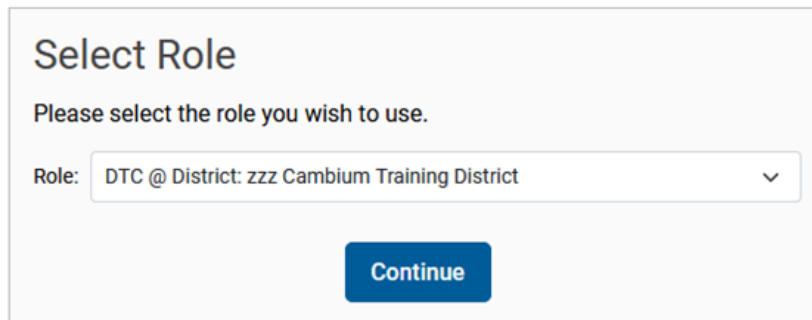 Select Role
Please select the role you wish to use.
Role: DTC @ District: zzz Cambium Training District
Continue